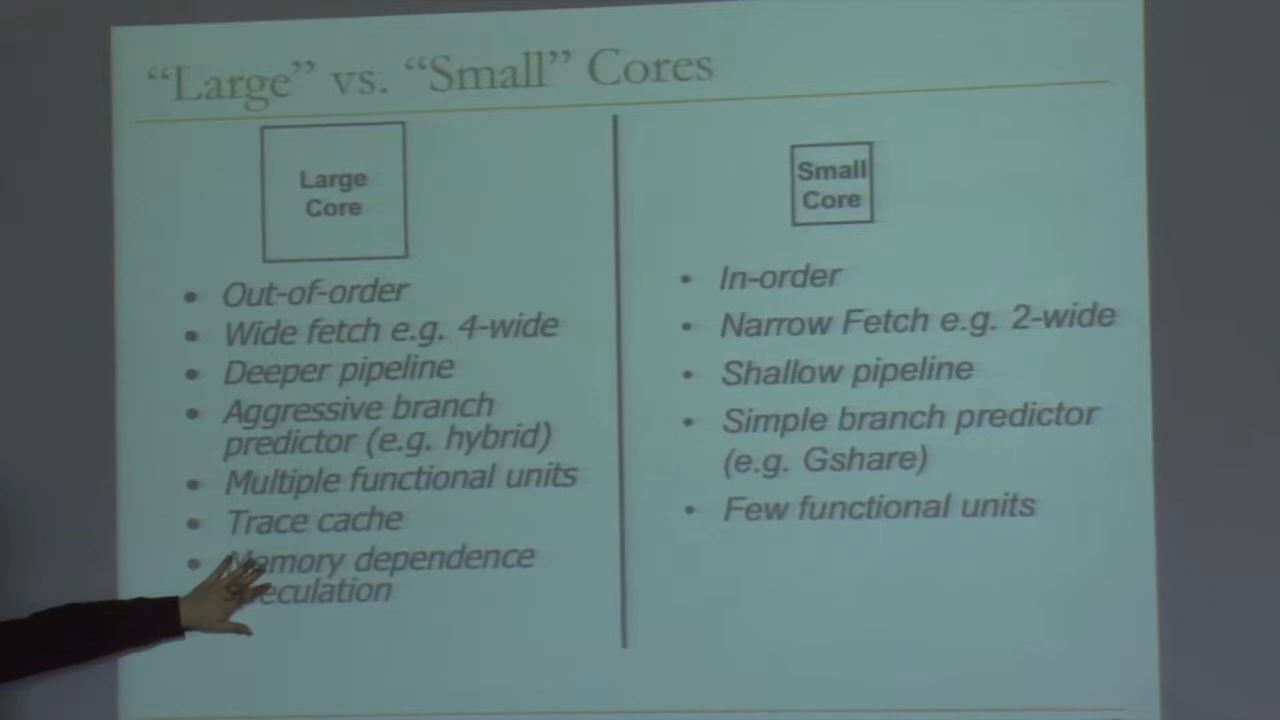 “Large” vs. “Small” Cores
Large
Core
• Out-of-order
• Wide fetch e.g. 4-wide
• Deeper pipeline
• Aggressive branch
predictor (e.g. hybrid)
• Multiple functional units
• Trace cache
• Memory dependence
speculation
Small
Core
• In-order
• Narrow Fetch e.g. 2-wide
• Shallow pipeline
• Simple branch predictor
(e.g. Gshare)
• Few functional units